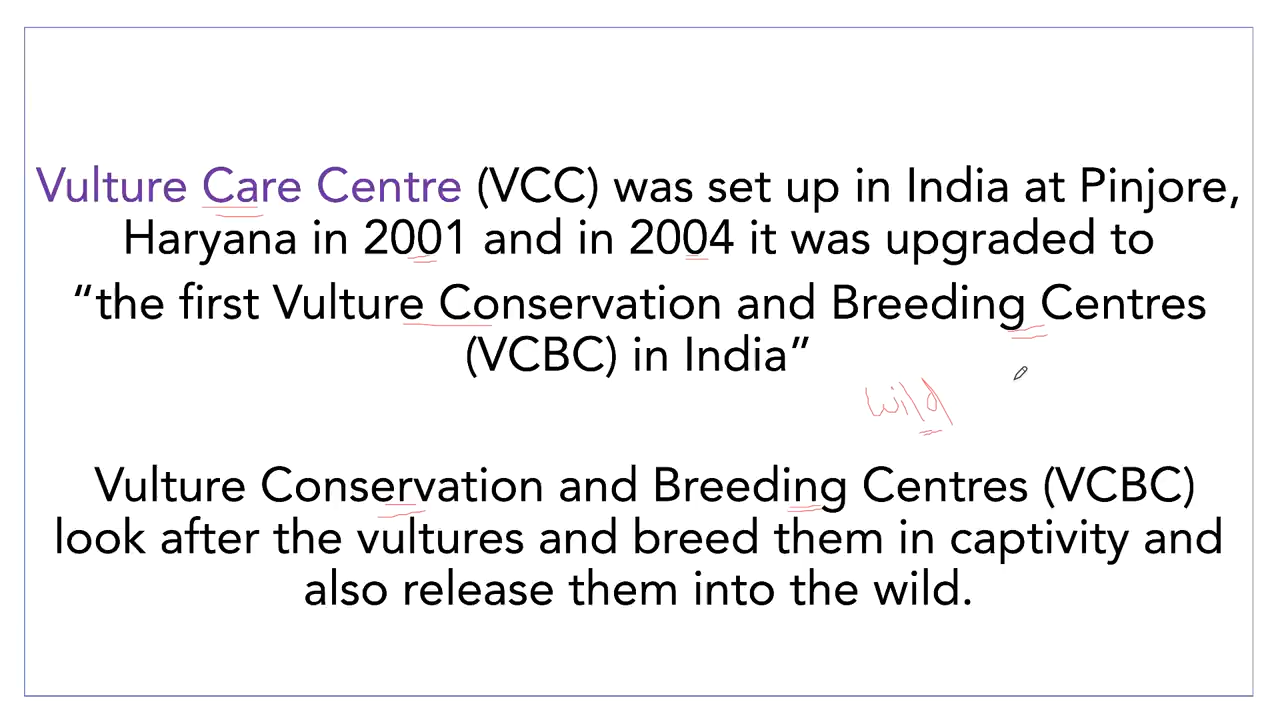 Vulture Care Centre (VCC) was set up in India at Pinjore,
Haryana in 2001 and in 2004 it was upgraded to
“the first Vulture Conservation and Breeding Centres
(VCBC) in India”
wild
Vulture Conservation and Breeding Centres (VCBC)
look after the vultures and breed them in captivity and
also release them into the wild.